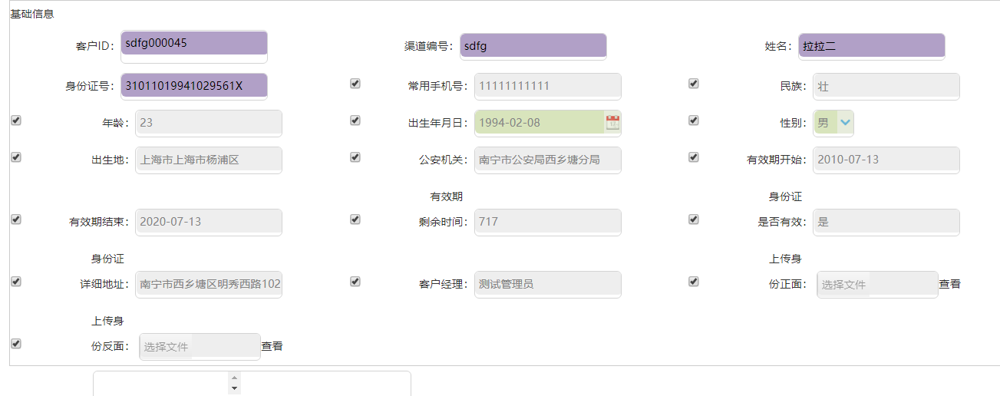 基础信息
客户ID： sdfg000045 渠道编号： sdfg 姓名： 拉拉二
身份证号： 31011019941029561X 常用手机号： 11111111111 民族： 壮
年龄： 23 出生年月日： 1994-02-08 性别： 男
出生地： 上海市上海市杨浦区 公安机关： 南宁市公安局西乡塘分局 有效期开始： 2010-07-13
有效期 身份证
有效期结束： 2020-07-13 剩余时间： 717 是否有效： 是
身份证 上传身
详细地址： 南宁市西乡塘区明秀西路102 客户经理： 测试管理员 份正面： 选择文件 查看
上传身
份反面： 选择文件 查看